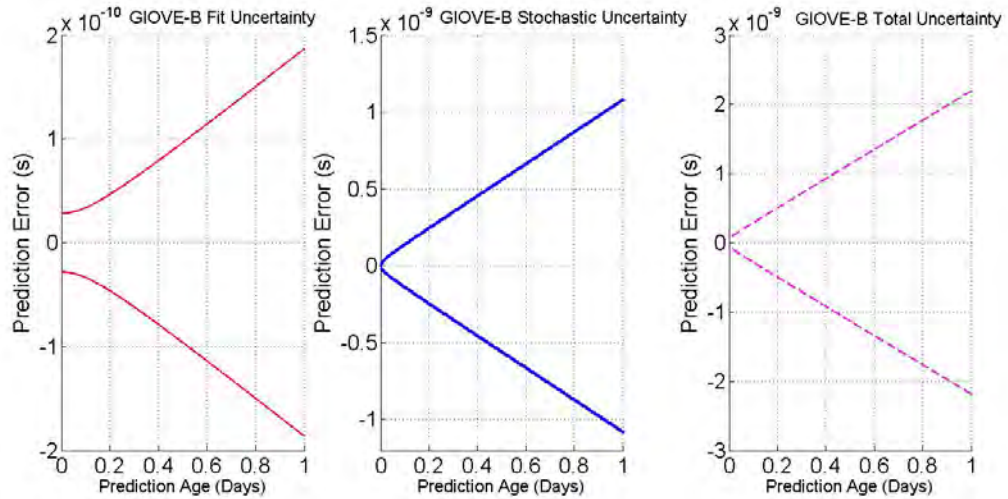 x 10^-10 GIOVE-B Fit Uncertainty
2
1
0
-1
-2
Prediction Error (s)
0 0.2 0.4 0.6 0.8 1
Prediction Age (Days)
x 10^-9 GIOVE-B Stochastic Uncertainty
1.5
1
0.5
0
-0.5
-1
Prediction Error (s)
0 0.2 0.4 0.6 0.8 1
Prediction Age (Days)
x 10^-9 GIOVE-B Total Uncertainty
3
2
1
0
-1
-2
-3
Prediction Error (s)
0 0.2 0.4 0.6 0.8 1
Prediction Age (Days)